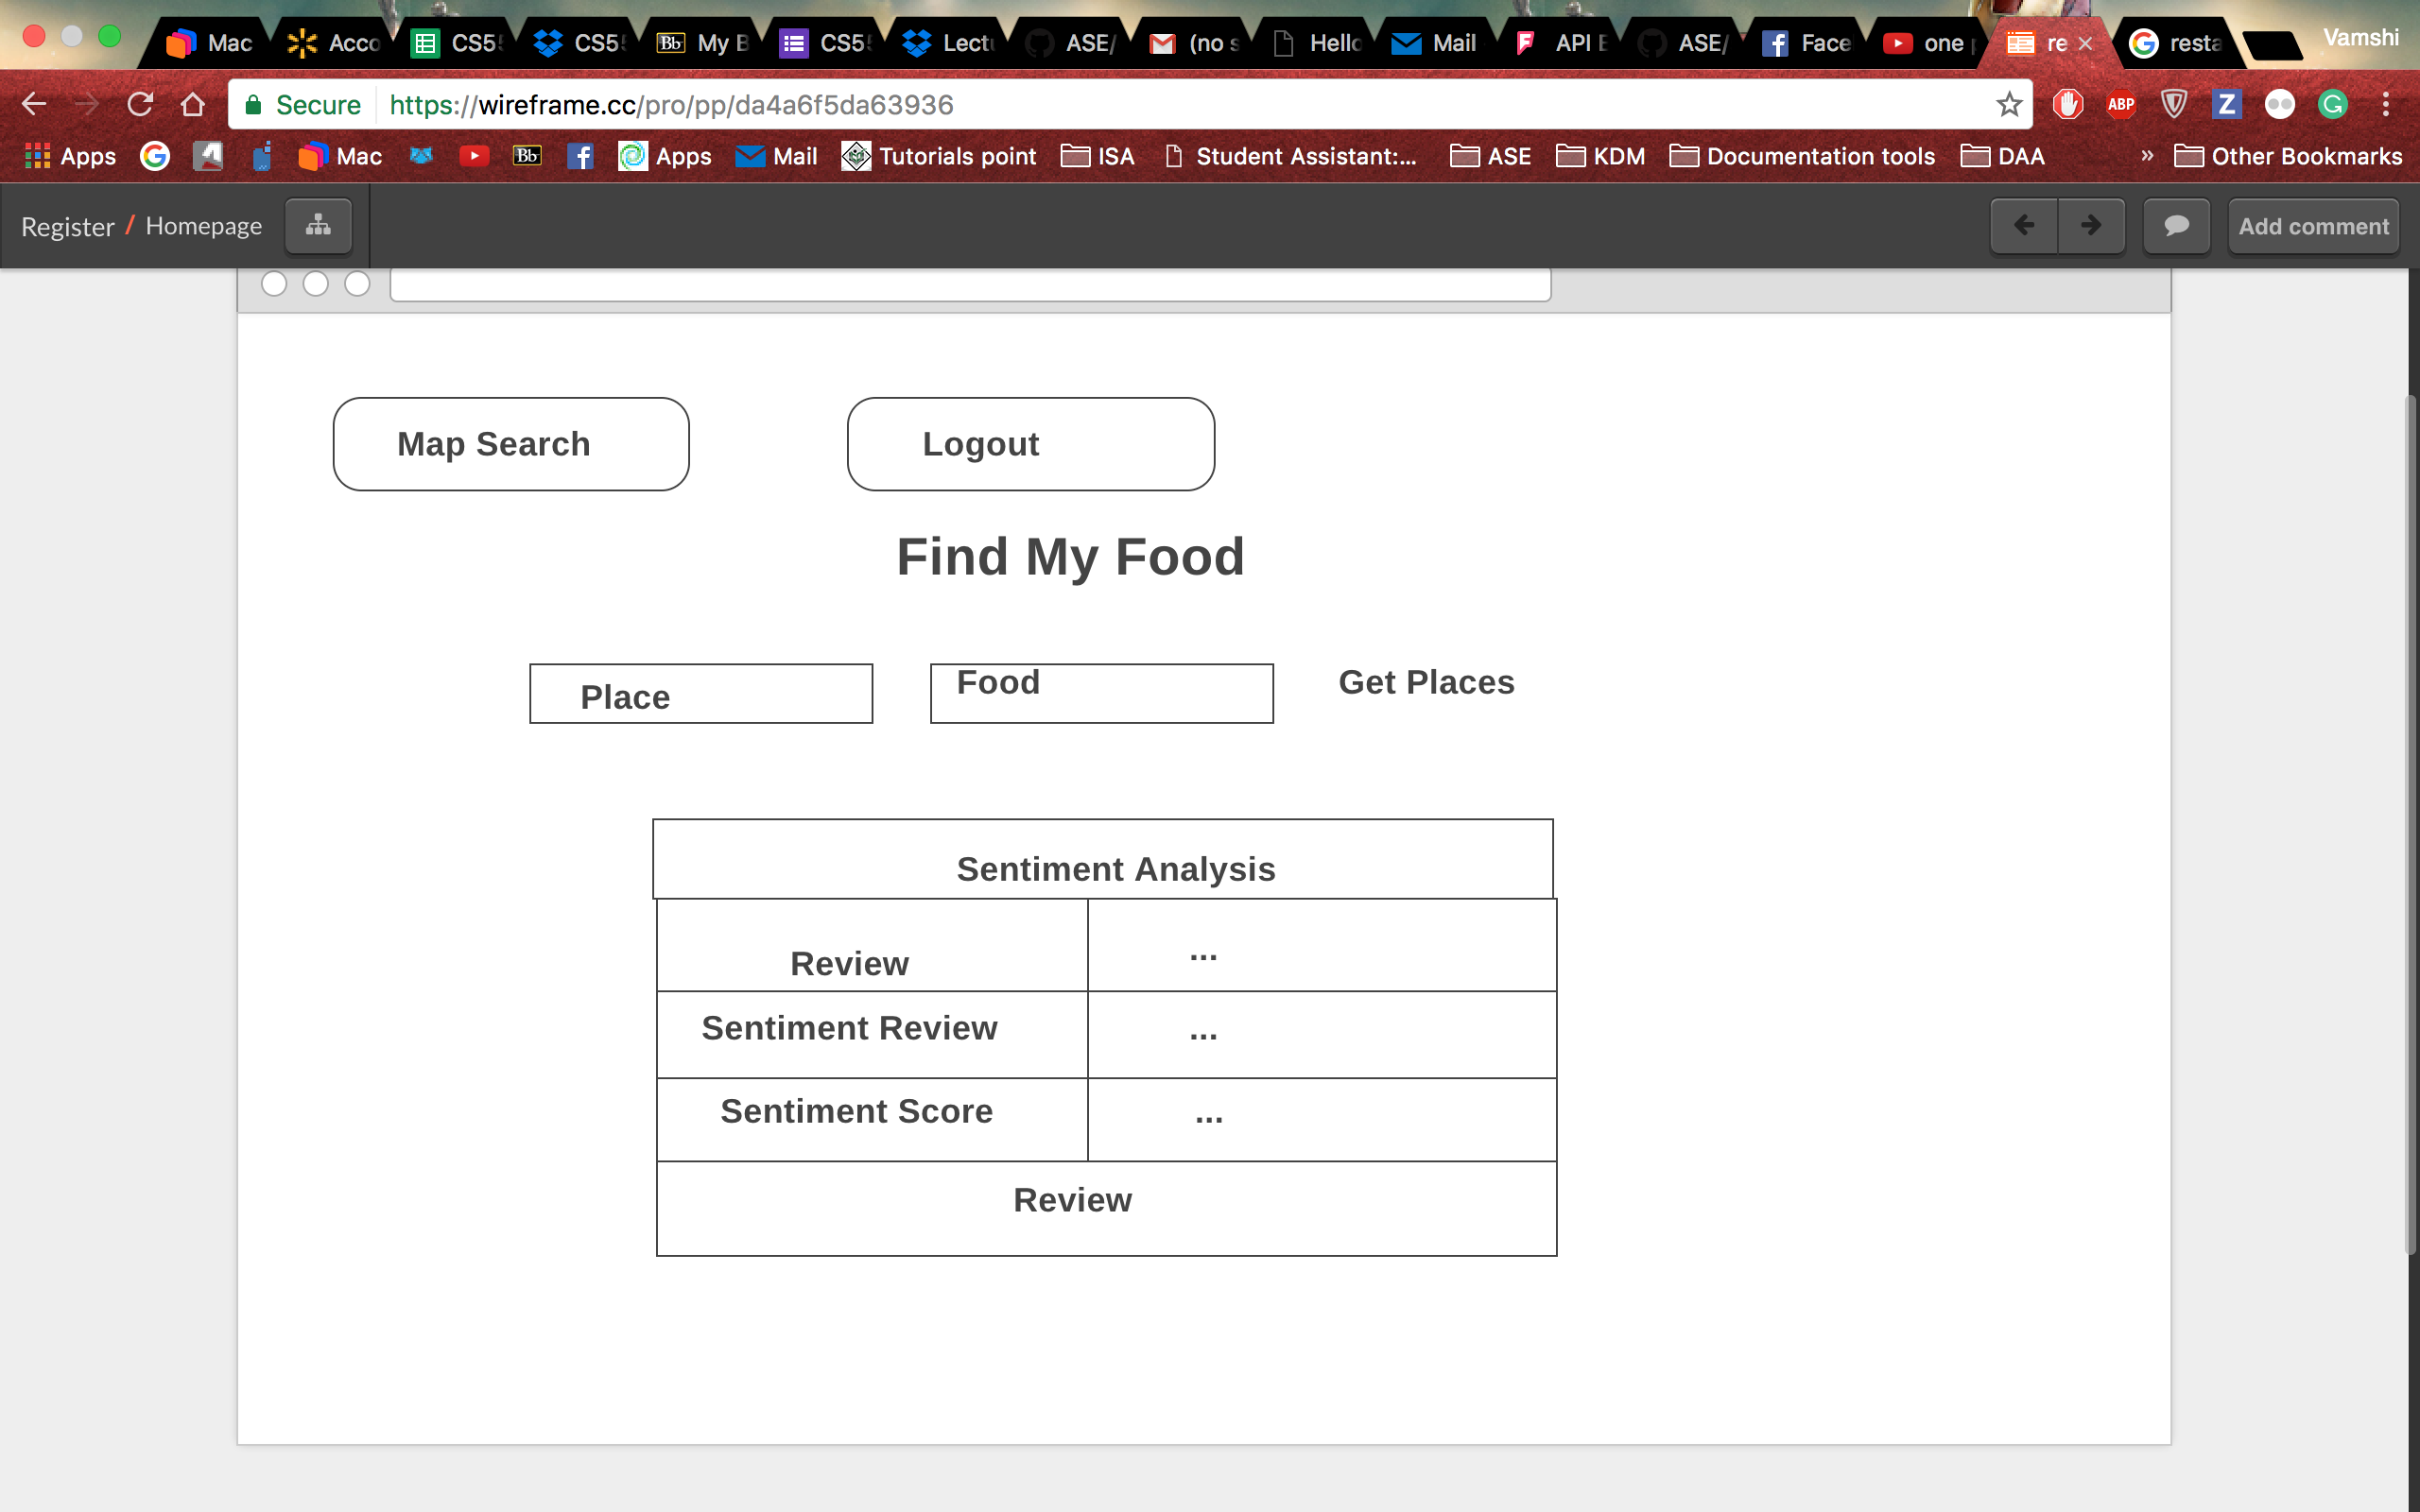 Mac Acco CS5 CS5 My B CS5 Lect ASE/ (no s Hello Mail API E ASE/ Face one re resta Vamshi
Secure https://wireframe.cc/pro/pp/da4a6f5da63936 ABP Z
Apps Mac Bb Apps Mail Tutorials point ISA Student Assistant:... ASE KDM Documentation tools DAA » Other Bookmarks
Register / Homepage Add comment
Map Search Logout
Find My Food
Place Food Get Places
Sentiment Analysis
Review ...
Sentiment Review ...
Sentiment Score ...
Review